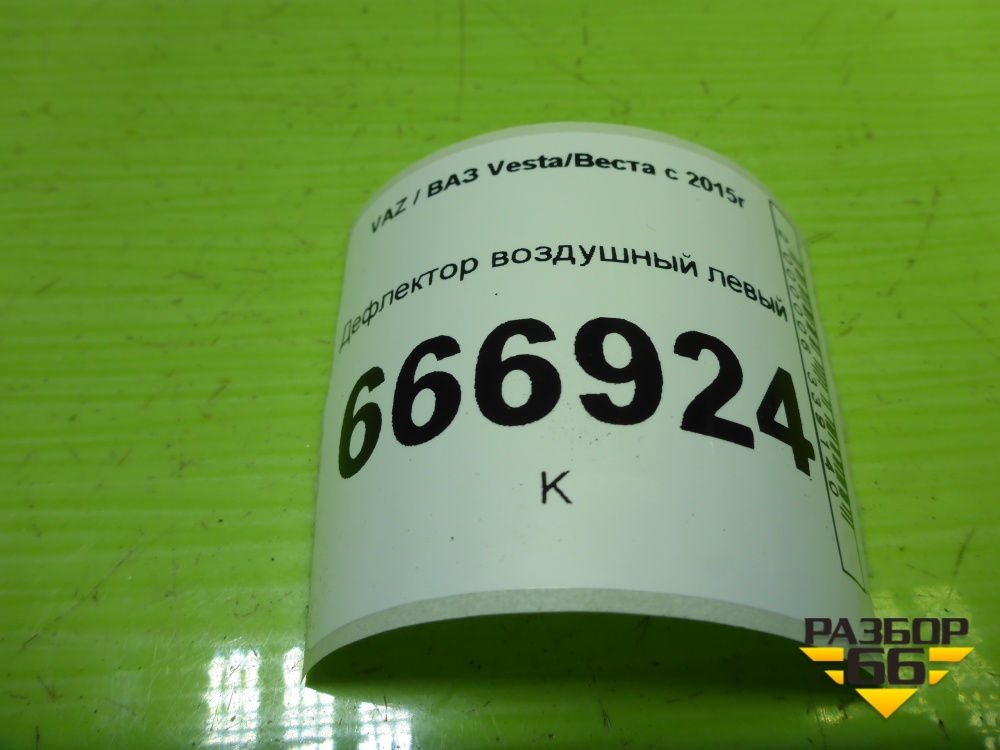 VAZ / ВАЗ Vesta/Веста с 2015г
Дефлектор воздушный левый
666924
К
РАЗБОР
66